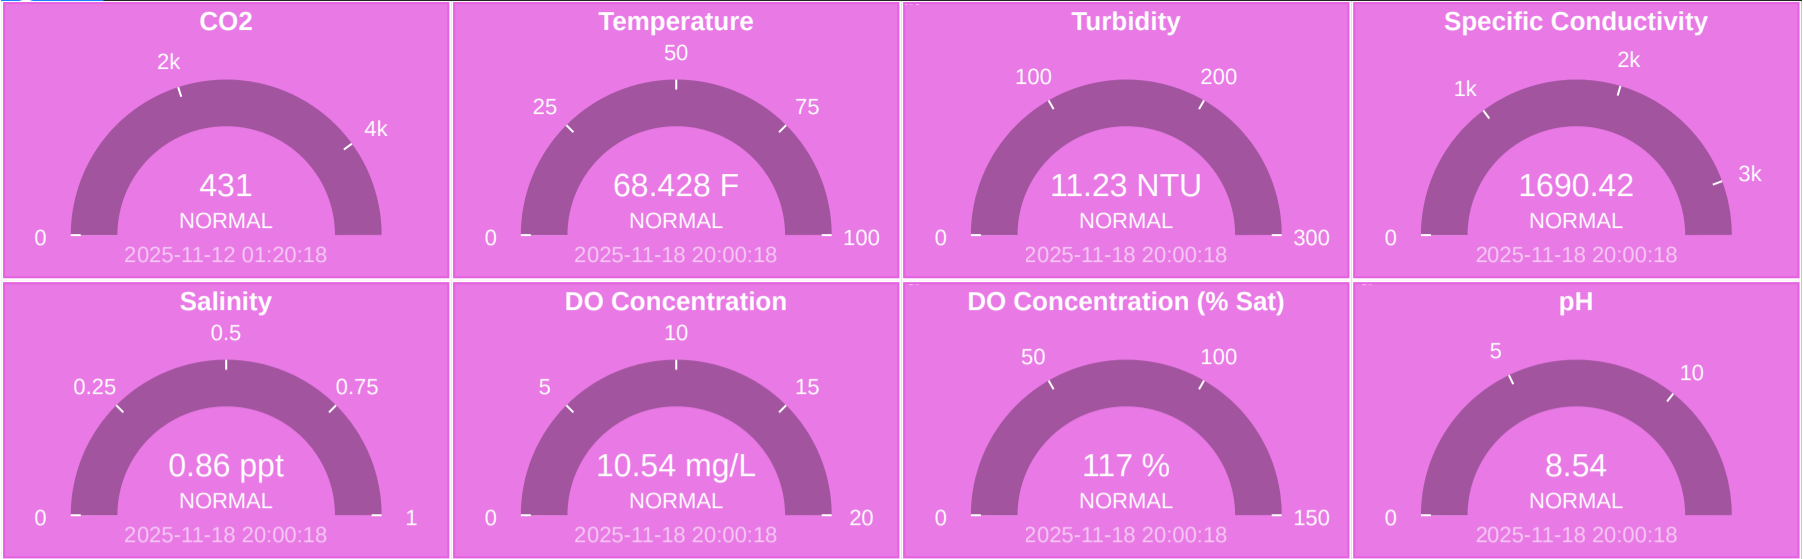 CO2
2k
4k
0
431
NORMAL
2025-11-12 01:20:18
Temperature
50
25
75
0
100
68.428 F
NORMAL
2025-11-18 20:00:18
Turbidity
100
200
0
300
11.23 NTU
NORMAL
2025-11-18 20:00:18
Specific Conductivity
2k
1k
3k
0
1690.42
NORMAL
2025-11-18 20:00:18
Salinity
0.5
0.25
0.75
0
1
0.86 ppt
NORMAL
2025-11-18 20:00:18
DO Concentration
10
5
15
0
20
10.54 mg/L
NORMAL
2025-11-18 20:00:18
DO Concentration (% Sat)
50
100
0
150
117 %
NORMAL
2025-11-18 20:00:18
pH
5
10
0
8.54
NORMAL
2025-11-18 20:00:18